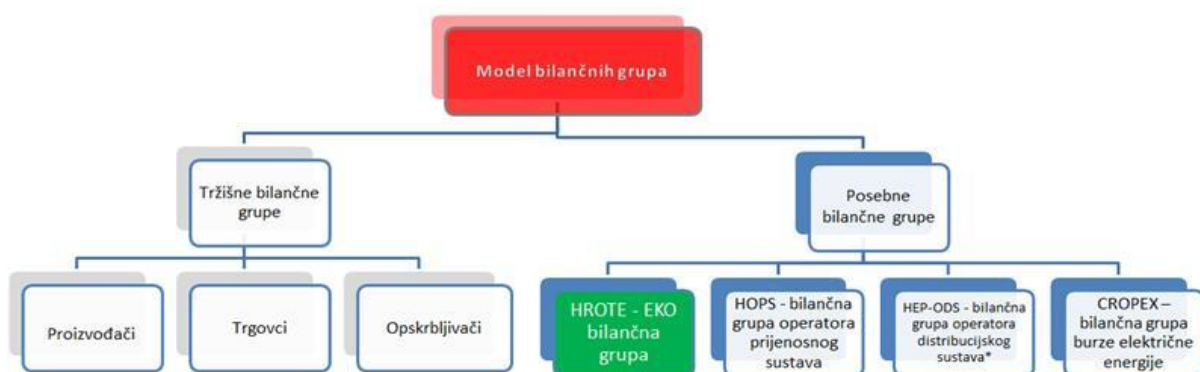 Model bilančnih grupa
Tržišne bilančne
grupe
Posebne
bilančne grupe
Proizvođači
Trgovci
Opskrbljivači
HROTE - EKO
bilančna
grupa
HOPS - bilančna
grupa operatora
prijenosnog
sustava
HEP-ODS - bilančna
grupa operatora
distribucijskog
sustava*
CROPEX –
bilančna grupa
burze električne
energije